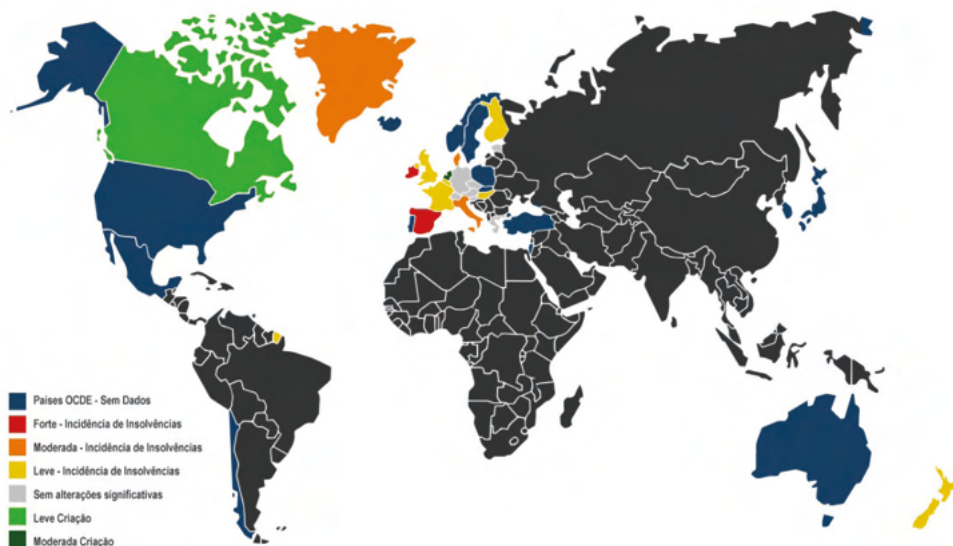 Países OCDE - Sem Dados
Forte - Incidência de Insolvências
Moderada - Incidência de Insolvências
Leve - Incidência de Insolvências
Sem alterações significativas
Leve Criação
Moderada Criação